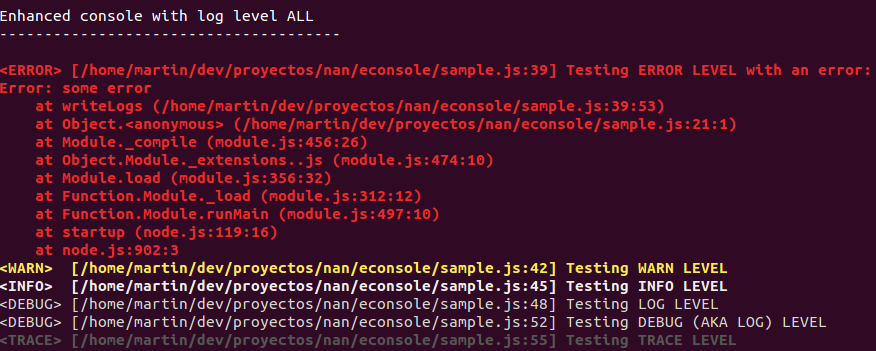 Enhanced console with log level ALL
--------------------------------------
<ERROR> [/home/martin/dev/proyectos/nan/econsole/sample.js:39] Testing ERROR LEVEL with an error:
Error: some error
    at writeLogs (/home/martin/dev/proyectos/nan/econsole/sample.js:39:53)
    at Object.<anonymous> (/home/martin/dev/proyectos/nan/econsole/sample.js:21:1)
    at Module._compile (module.js:456:26)
    at Object.Module._extensions..js (module.js:474:10)
    at Module.load (module.js:356:32)
    at Function.Module._load (module.js:312:12)
    at Function.Module.runMain (module.js:497:10)
    at startup (node.js:119:16)
    at node.js:902:3
<WARN>  [/home/martin/dev/proyectos/nan/econsole/sample.js:42] Testing WARN LEVEL
<INFO>  [/home/martin/dev/proyectos/nan/econsole/sample.js:45] Testing INFO LEVEL
<DEBUG> [/home/martin/dev/proyectos/nan/econsole/sample.js:48] Testing LOG LEVEL
<DEBUG> [/home/martin/dev/proyectos/nan/econsole/sample.js:52] Testing DEBUG (AKA LOG) LEVEL
<TRACE> [/home/martin/dev/proyectos/nan/econsole/sample.js:55] Testing TRACE LEVEL